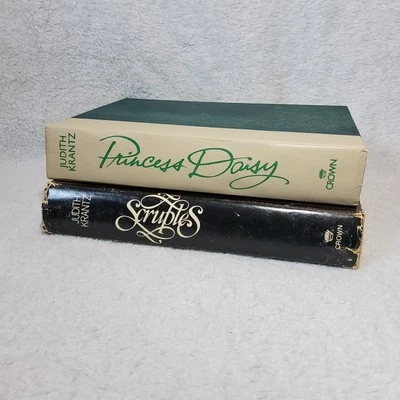 JUDITH
KRANTZ
Princess Daisy
CROWN
JUDITH
KRANTZ
Scruples
CROWN